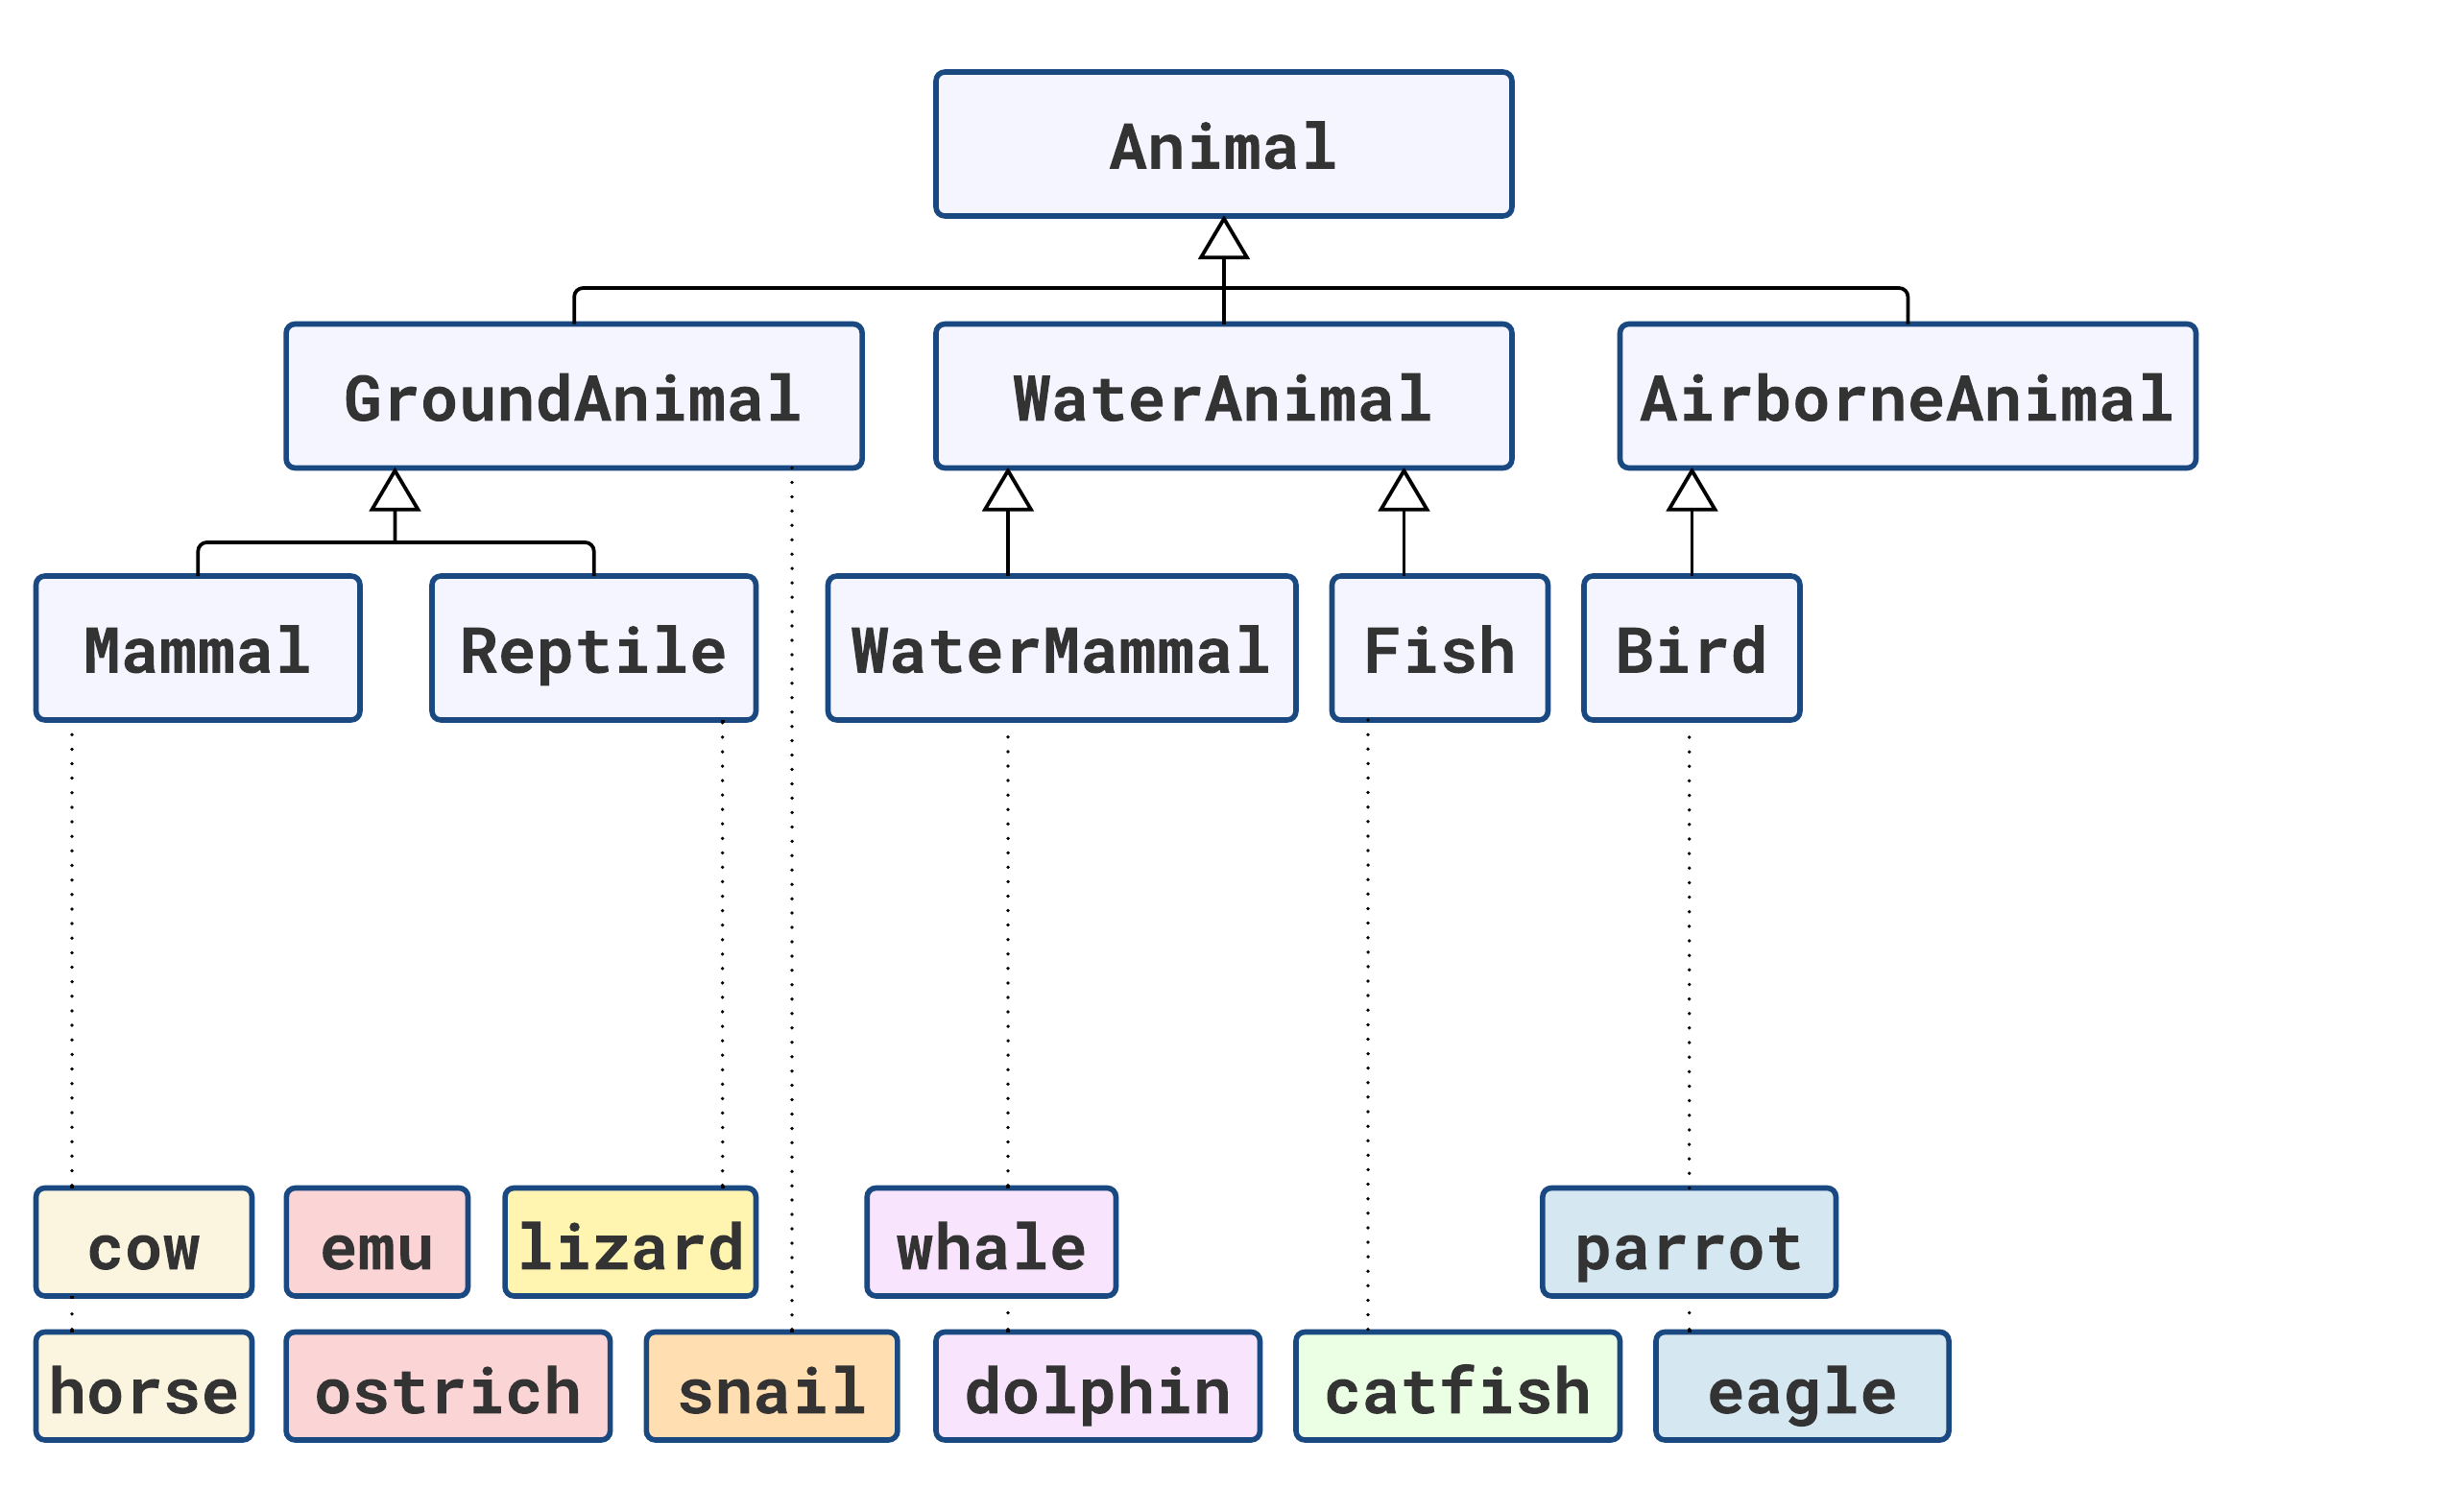 Animal
GroundAnimal
WaterAnimal
AirborneAnimal
Mammal
Reptile
WaterMammal
Fish
Bird
cow
emu
lizard
whale
parrot
horse
ostrich
snail
dolphin
catfish
eagle